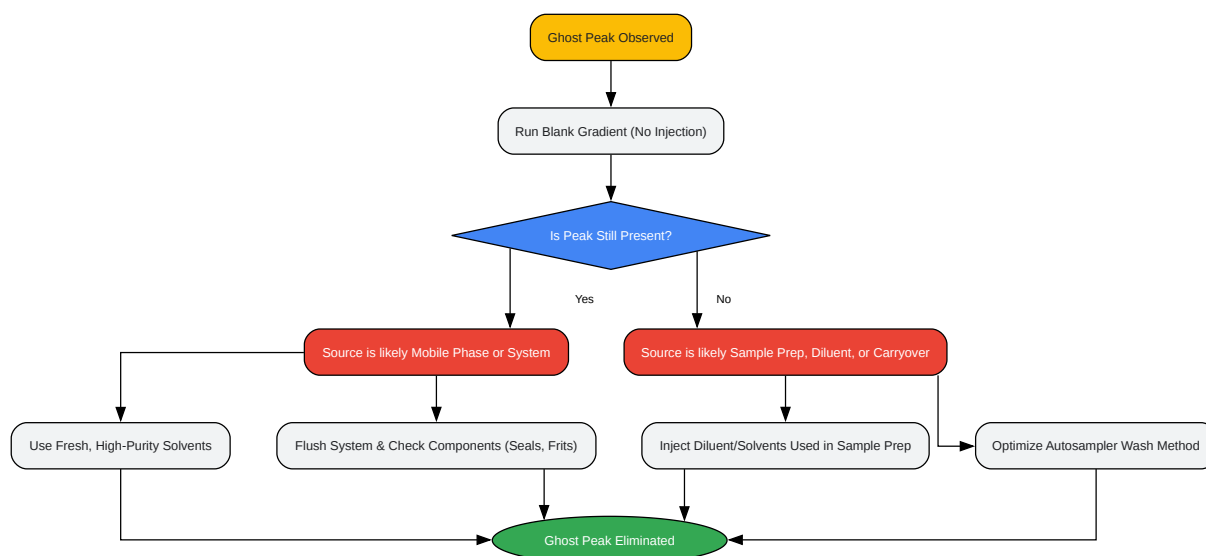 Ghost Peak Observed
Run Blank Gradient (No Injection)
Is Peak Still Present?
Yes
No
Source is likely Mobile Phase or System
Source is likely Sample Prep, Diluent, or Carryover
Use Fresh, High-Purity Solvents
Flush System & Check Components (Seals, Frits)
Inject Diluent/Solvents Used in Sample Prep
Optimize Autosampler Wash Method
Ghost Peak Eliminated